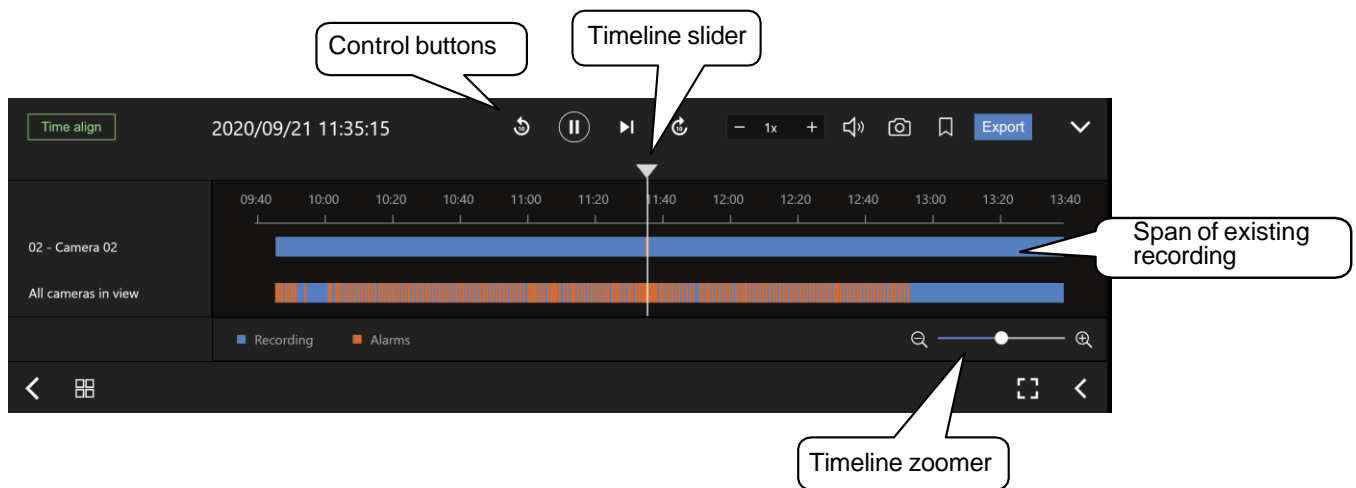 Control buttons
Timeline slider
Time align
2020/09/21 11:35:15
10
10
− 1x +
Export
09:40 10:00 10:20 10:40 11:00 11:20 11:40 12:00 12:20 12:40 13:00 13:20 13:40
02 - Camera 02
Span of existing
recording
All cameras in view
Recording Alarms
Timeline zoomer